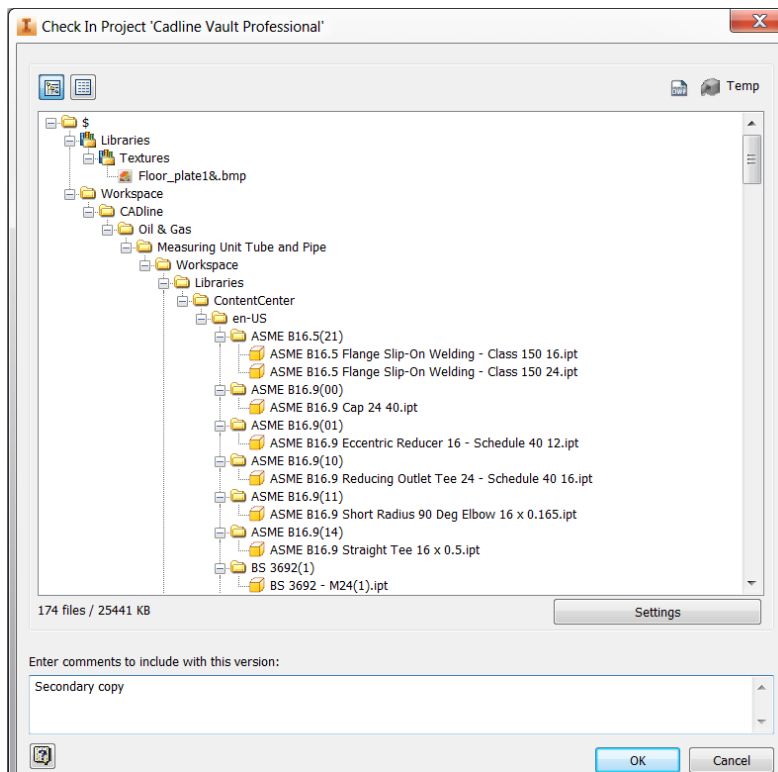 Check In Project 'Cadline Vault Professional'
Temp
$
Libraries
Textures
Floor_plate1&.bmp
Workspace
CADline
Oil & Gas
Measuring Unit Tube and Pipe
Workspace
Libraries
ContentCenter
en-US
ASME B16.5(21)
ASME B16.5 Flange Slip-On Welding - Class 150 16.ipt
ASME B16.5 Flange Slip-On Welding - Class 150 24.ipt
ASME B16.9(00)
ASME B16.9 Cap 24 40.ipt
ASME B16.9(01)
ASME B16.9 Eccentric Reducer 16 - Schedule 40 12.ipt
ASME B16.9(10)
ASME B16.9 Reducing Outlet Tee 24 - Schedule 40 16.ipt
ASME B16.9(11)
ASME B16.9 Short Radius 90 Deg Elbow 16 x 0.165.ipt
ASME B16.9(14)
ASME B16.9 Straight Tee 16 x 0.5.ipt
BS 3692(1)
BS 3692 - M24(1).ipt
174 files / 25441 KB
Settings
Enter comments to include with this version:
Secondary copy
OK
Cancel